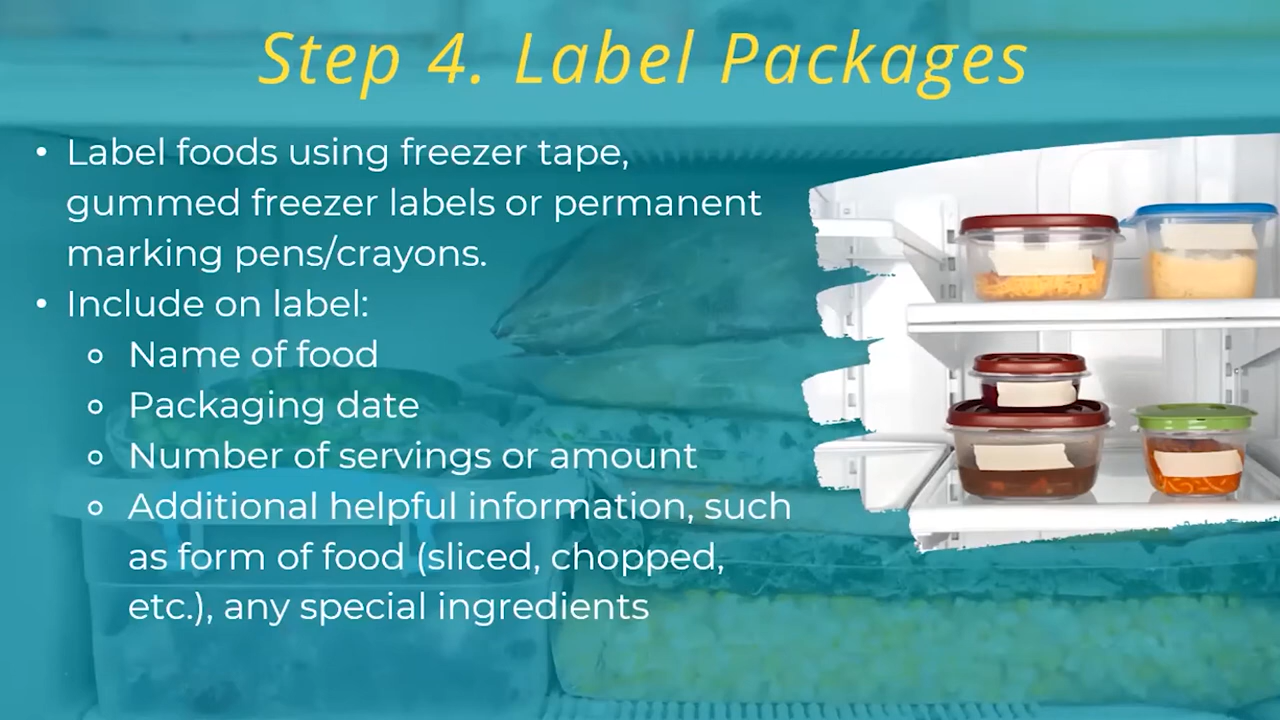 Step 4. Label Packages
• Label foods using freezer tape,
gummed freezer labels or permanent
marking pens/crayons.
• Include on label:
○ Name of food
○ Packaging date
○ Number of servings or amount
○ Additional helpful information, such
as form of food (sliced, chopped,
etc.), any special ingredients